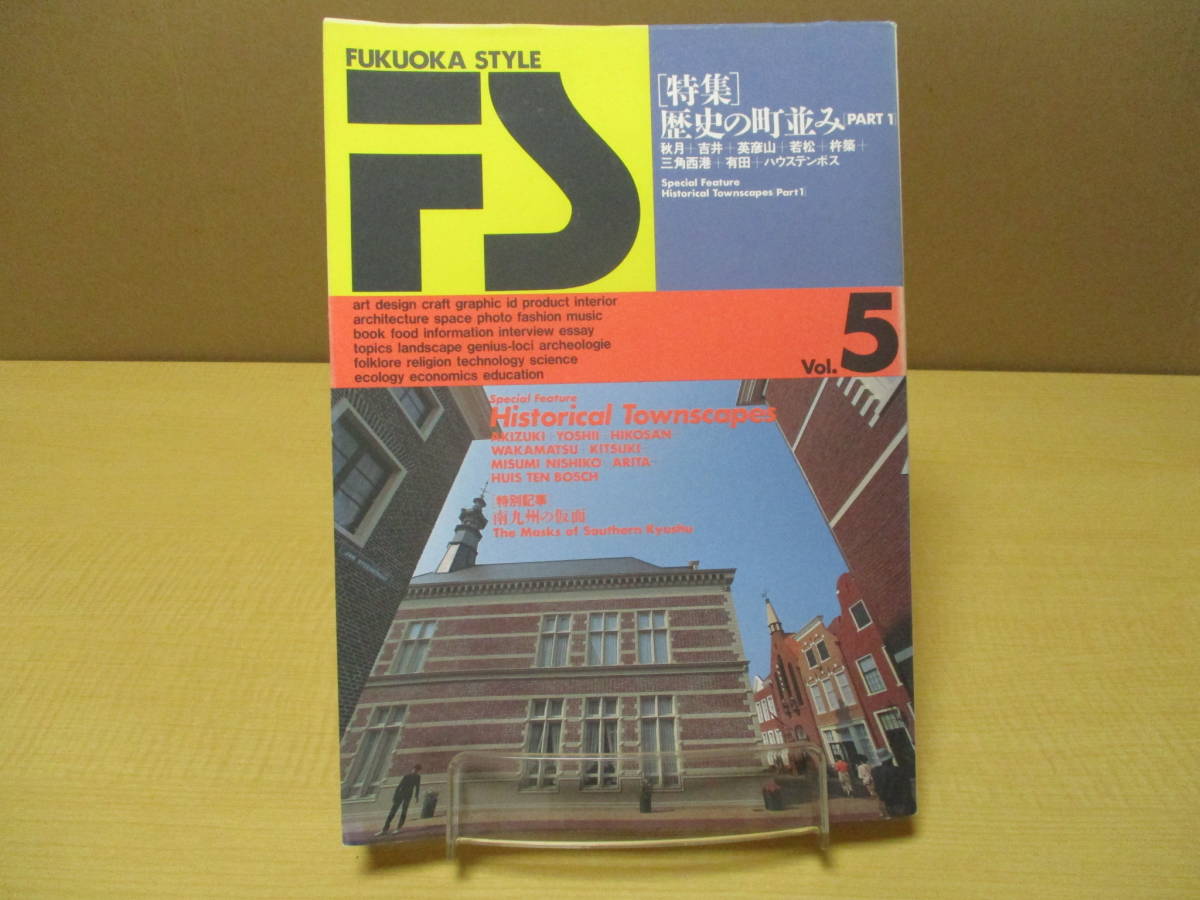 FUKUOKA STYLE
FS
[特集]
歴史の町並み PART 1
秋月+吉井+英彦山+若松+杵築+
三角西港+有田+ハウステンボス
Special Feature
Historical Townscapes Part 1
art design craft graphic id product interior
architecture space photo fashion music
book food information interview essay
topics landscape genius-loci archeologie
folklore religion technology science
ecology economics education
Vol. 5
Special Feature
Historical Townscapes
AKIZUKI+YOSHII+HIKOSAN+
WAKAMATSU+KITSUKI+
MISUMI NISHIKO+ARITA+
HUIS TEN BOSCH
[特別記事]
南九州の仮面
The Masks of Southern Kyushu